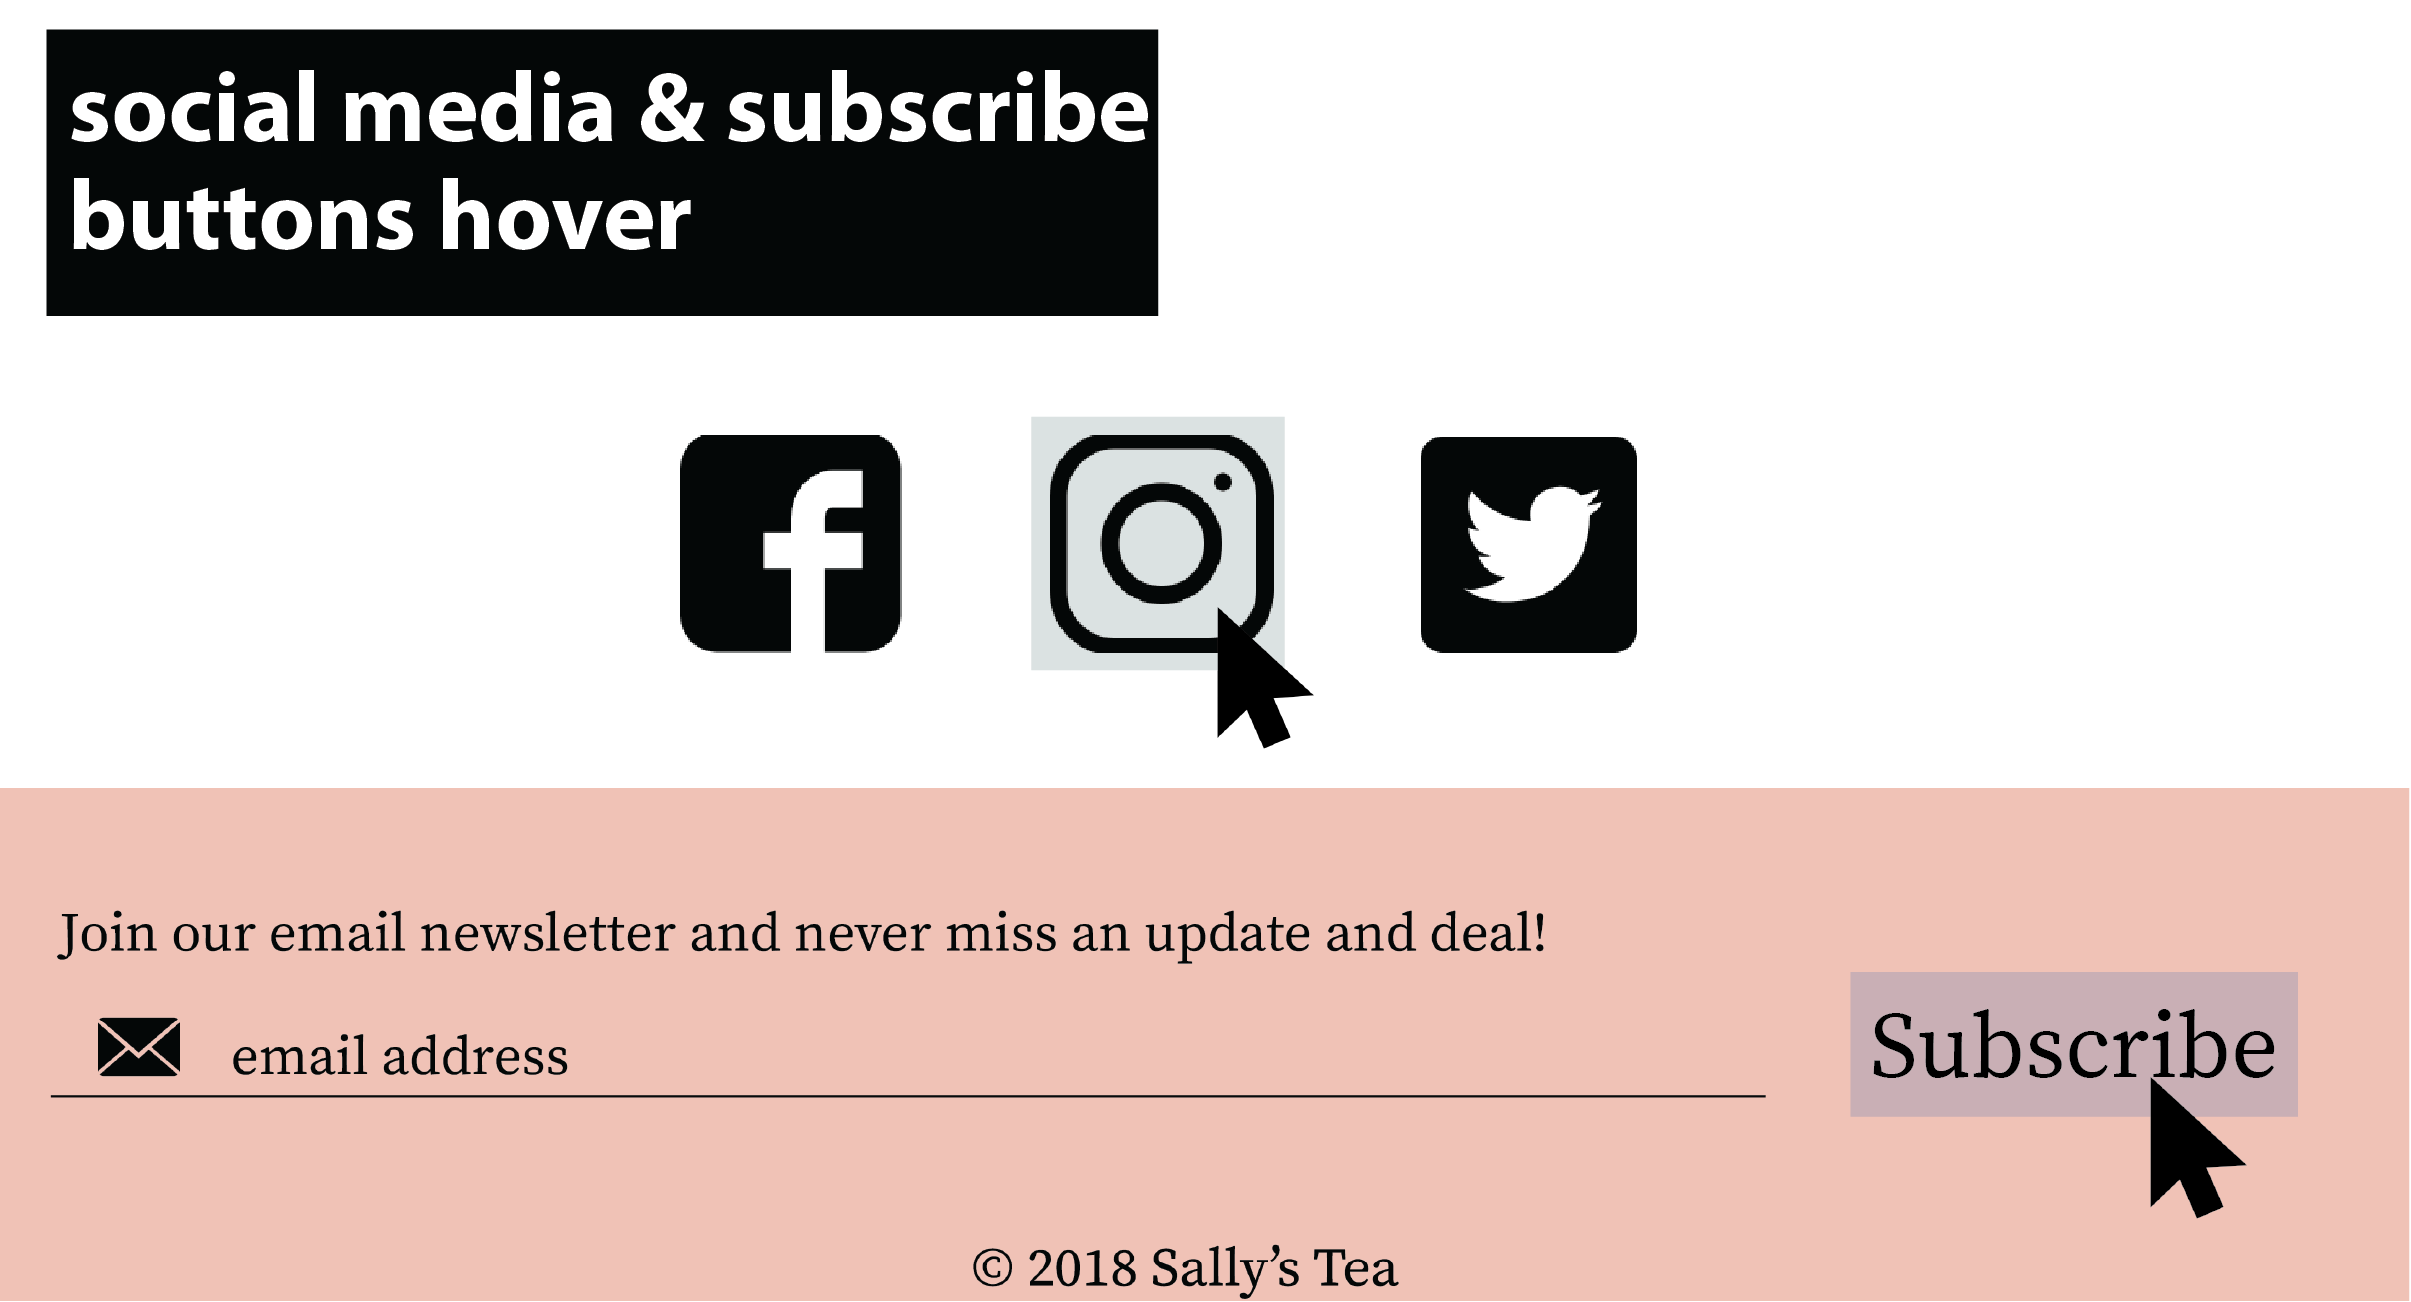 social media & subscribe
buttons hover
Join our email newsletter and never miss an update and deal!
email address
Subscribe
© 2018 Sally’s Tea